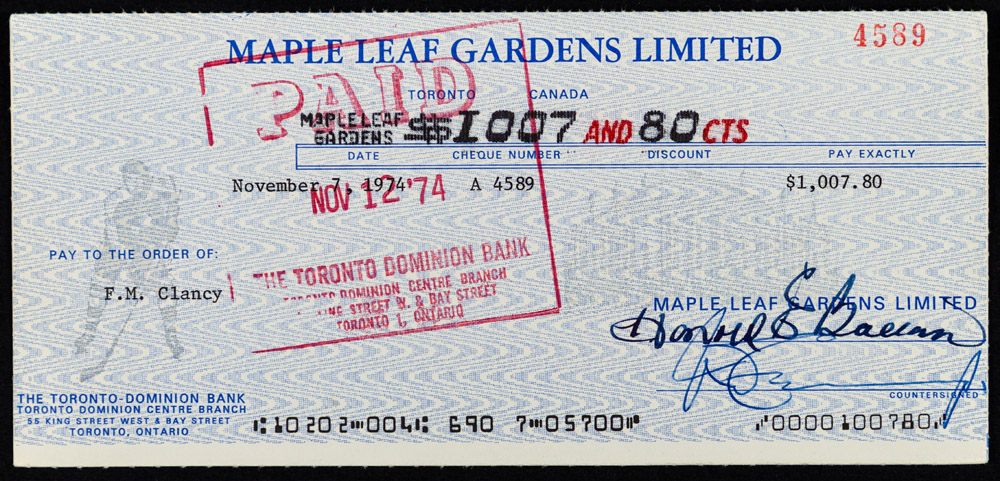 MAPLE LEAF GARDENS LIMITED
4589
PAID
TORONTO CANADA
MAPLE LEAF GARDENS $1007 AND 80 CTS
DATE CHEQUE NUMBER DISCOUNT PAY EXACTLY
November 7, 1974 A 4589 $1,007.80
NOV 12 '74
PAY TO THE ORDER OF:
F.M. Clancy
THE TORONTO DOMINION BANK
TORONTO DOMINION CENTRE BRANCH
KING STREET W. & BAY STREET
TORONTO 1, ONTARIO
MAPLE LEAF GARDENS LIMITED
COUNTERSIGNED
THE TORONTO-DOMINION BANK
TORONTO DOMINION CENTRE BRANCH
55 KING STREET WEST & BAY STREET
TORONTO, ONTARIO
⑆10202⑉004⑆ 690 7⑉05700⑈ ⑇0000100780⑇